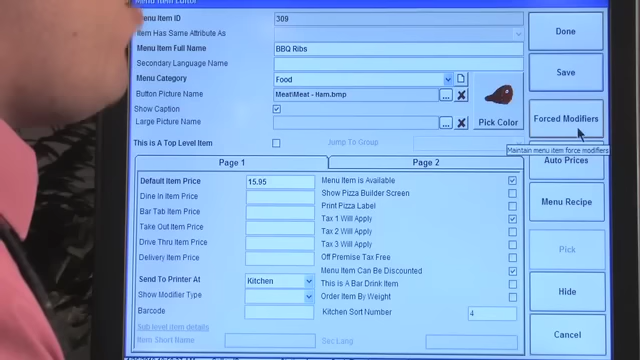 Menu Item Editor
Menu Item ID 309
Item Has Same Attribute As
Menu Item Full Name BBQ Ribs
Secondary Language Name
Menu Category Food
Button Picture Name Meat\Meat - Ham.bmp ...
Show Caption
Large Picture Name ...
Pick Color
This is A Top Level Item Jump To Group
Page 1 Page 2
Default Item Price 15.95
Dine In Item Price
Bar Tab Item Price
Take Out Item Price
Drive Thru Item Price
Delivery Item Price
Send To Printer At Kitchen
Show Modifier Type
Barcode
Sub level item details
Item Short Name Sec Lang
Menu Item is Available
Show Pizza Builder Screen
Print Pizza Label
Tax 1 Will Apply
Tax 2 Will Apply
Tax 3 Will Apply
Off Premise Tax Free
Menu Item Can Be Discounted
This is A Bar Drink Item
Order Item By Weight
Kitchen Sort Number 4
Done
Save
Forced Modifiers
Maintain menu item force modifiers
Auto Prices
Menu Recipe
Pick
Hide
Cancel